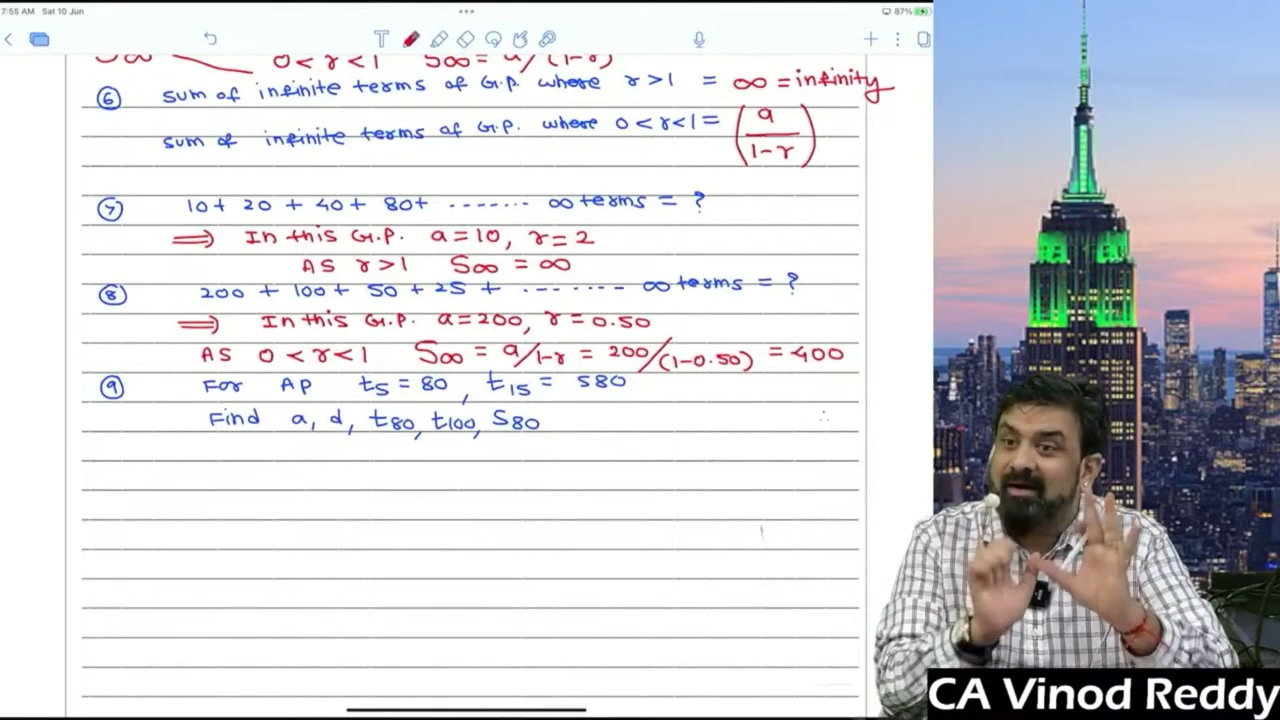 7:55 AM Sat 10 Jun
87%
S∞ 0 < r < 1 S∞ = a/(1-r)
⑥ sum of infinite terms of G.P. where r > 1 = ∞ = infinity
sum of infinite terms of G.P. where 0 < r < 1 = (a/1-r)
⑦ 10 + 20 + 40 + 80 + ....... ∞ terms = ?
⇒ In this G.P. a = 10, r = 2
As r > 1 S∞ = ∞
⑧ 200 + 100 + 50 + 25 + ........ ∞ terms = ?
⇒ In this G.P. a = 200, r = 0.50
As 0 < r < 1 S∞ = a/1-r = 200/(1-0.50) = 400
⑨ For AP t5 = 80, t15 = 580
Find a, d, t80, t100, S80
CA Vinod Reddy